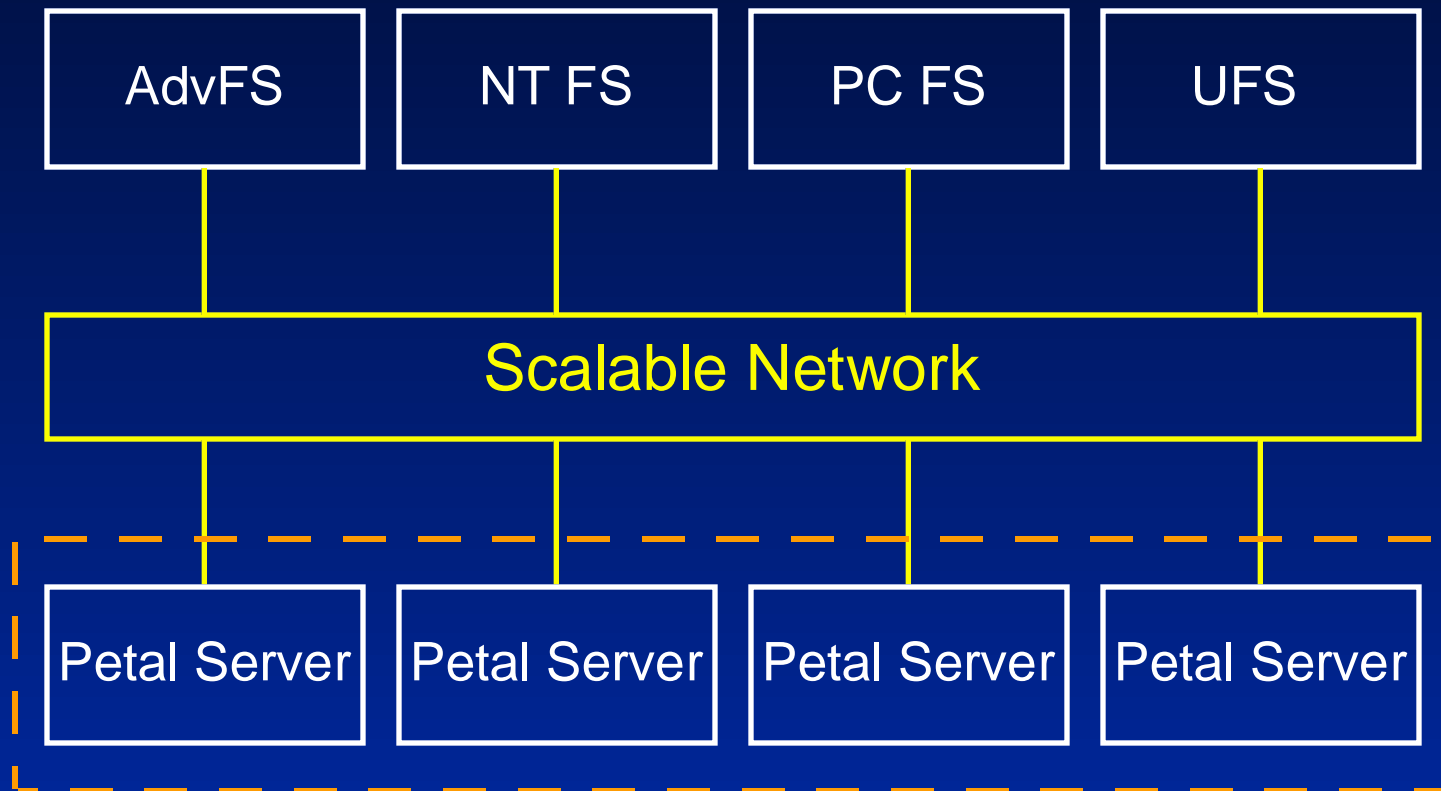 AdvFS
NT FS
PC FS
UFS
Scalable Network
Petal Server
Petal Server
Petal Server
Petal Server